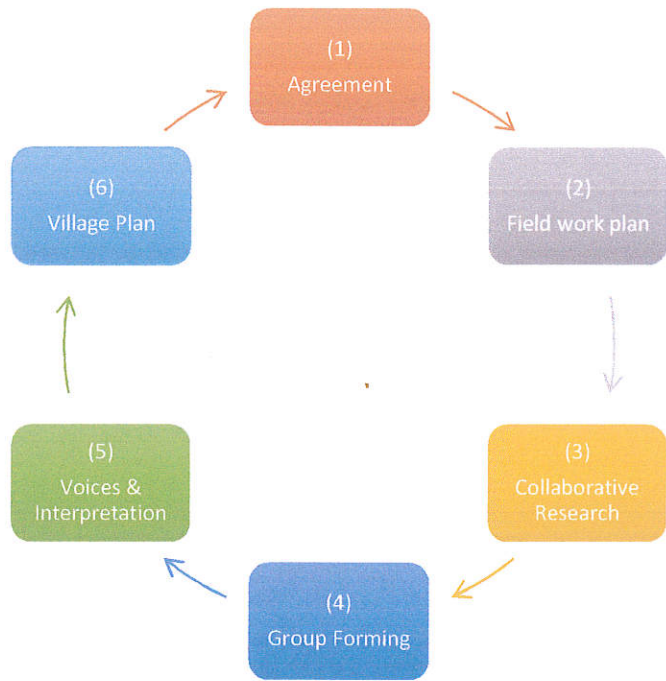 (1)
Agreement
(2)
Field work plan
(3)
Collaborative
Research
(4)
Group Forming
(5)
Voices &
Interpretation
(6)
Village Plan